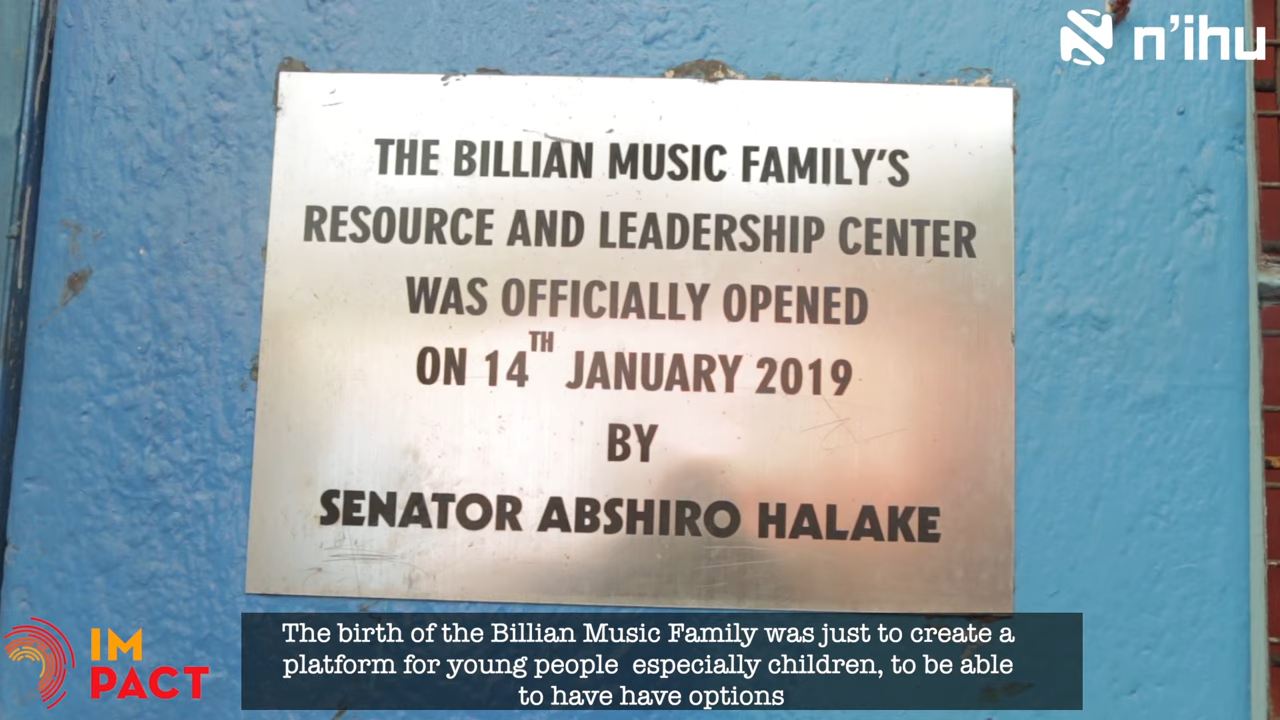 n'ihu
THE BILLIAN MUSIC FAMILY'S
RESOURCE AND LEADERSHIP CENTER
WAS OFFICIALLY OPENED
ON 14TH JANUARY 2019
BY
SENATOR ABSHIRO HALAKE
IM
PACT
The birth of the Billian Music Family was just to create a
platform for young people especially children, to be able
to have have options